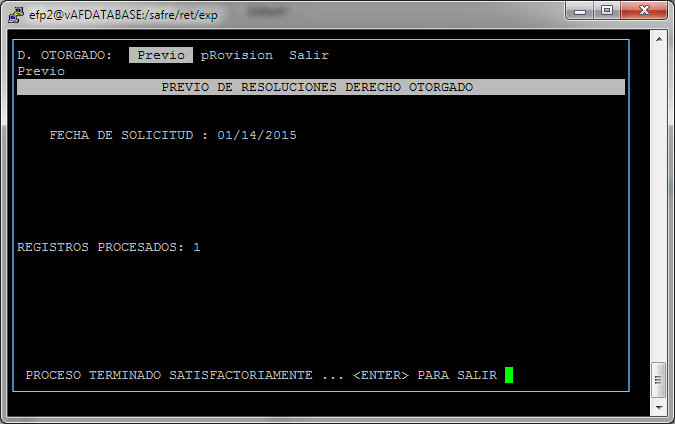 efp2@vAFDATABASE:/safre/ret/exp
D. OTORGADO: Previo pRovision Salir
Previo
PREVIO DE RESOLUCIONES DERECHO OTORGADO
FECHA DE SOLICITUD : 01/14/2015
REGISTROS PROCESADOS: 1
PROCESO TERMINADO SATISFACTORIAMENTE ... <ENTER> PARA SALIR